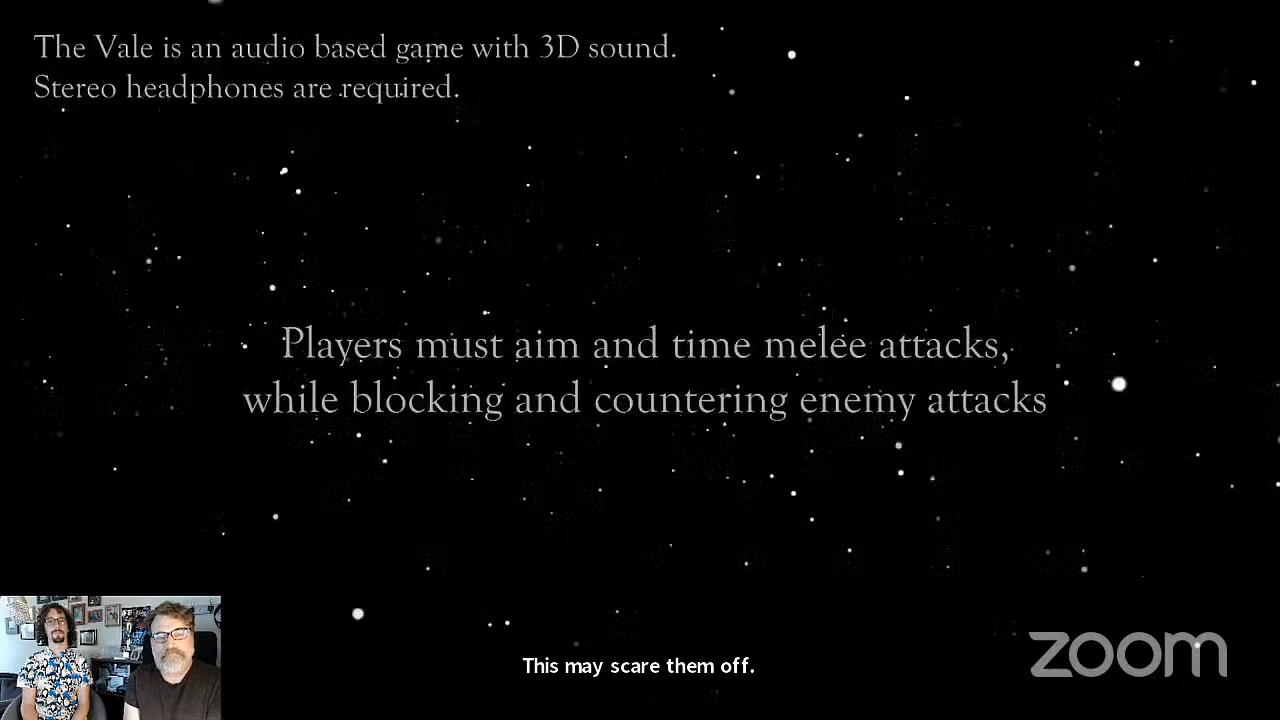 The Vale is an audio based game with 3D sound.
Stereo headphones are required.
Players must aim and time melee attacks,
while blocking and countering enemy attacks
This may scare them off.
zoom